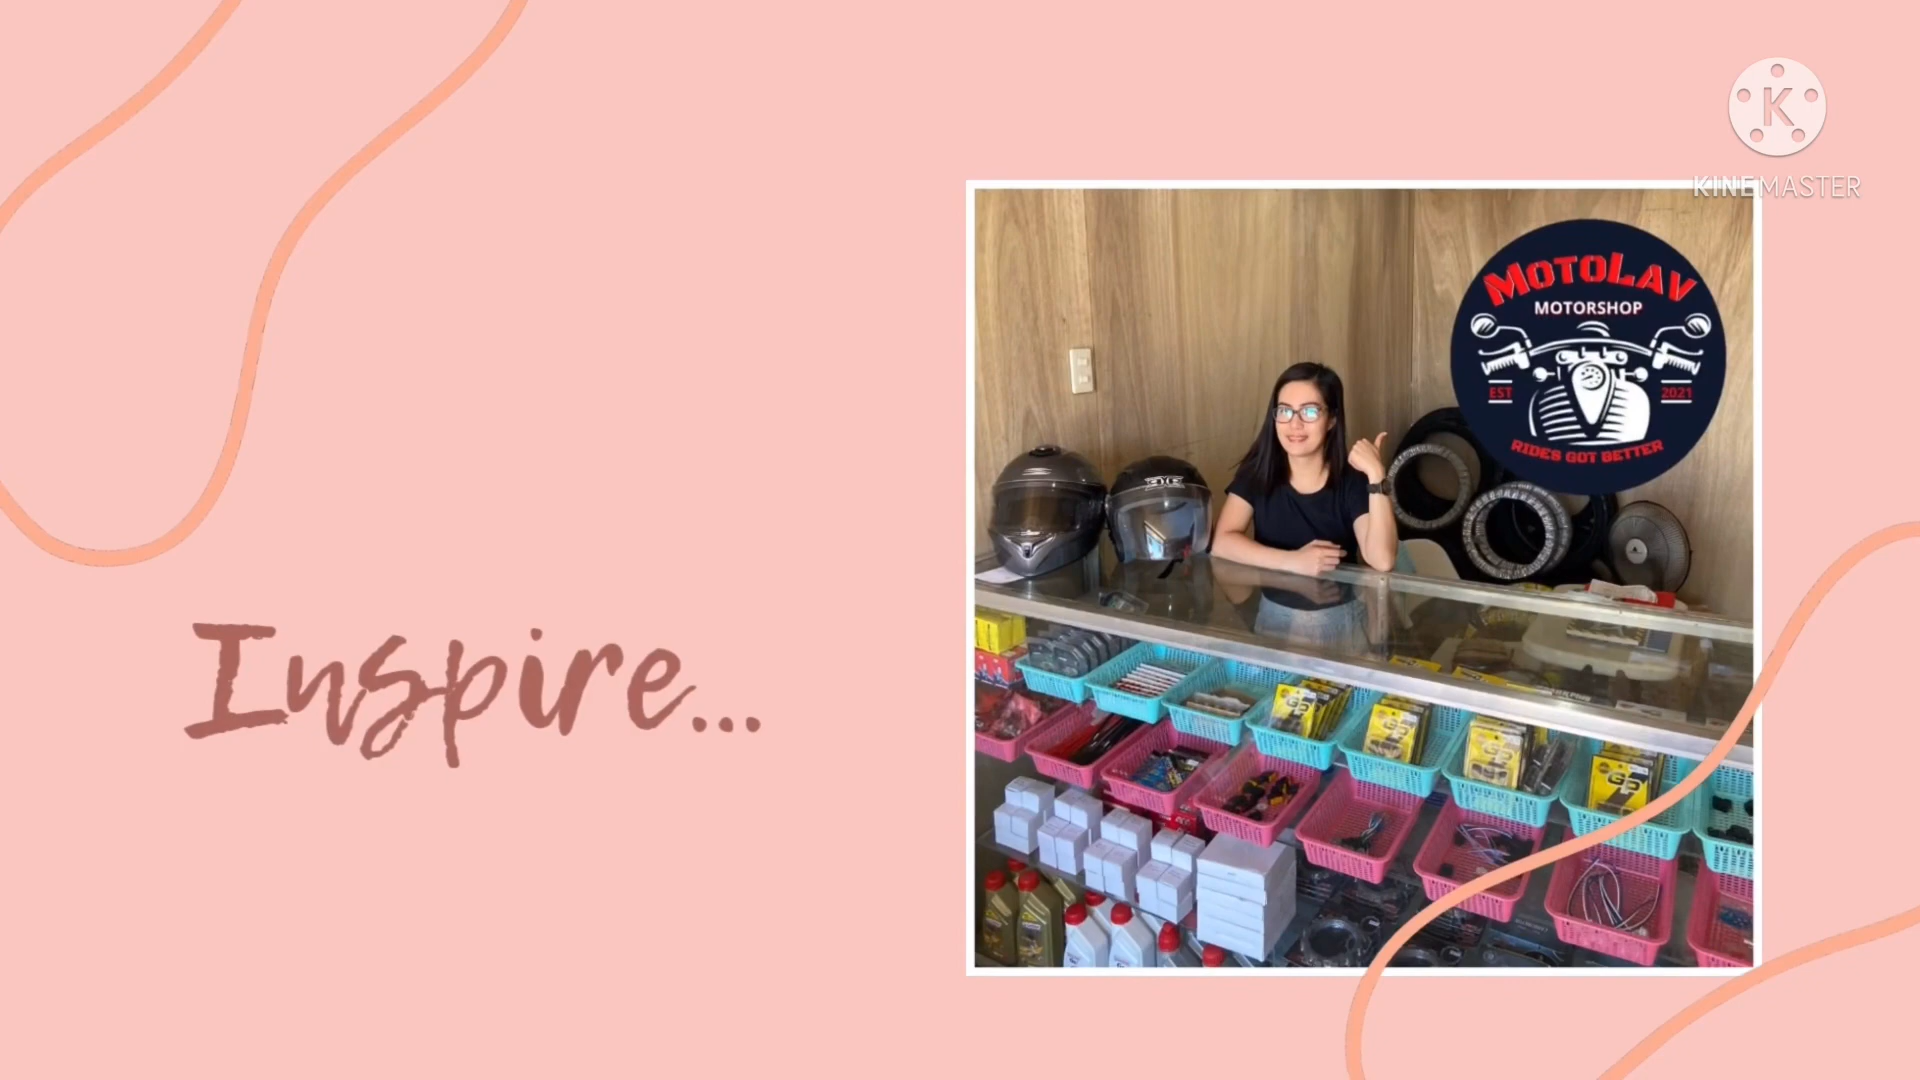 KINEMASTER
MOTOLAV
MOTORSHOP
EST 2021
RIDES GOT BETTER
Inspire...